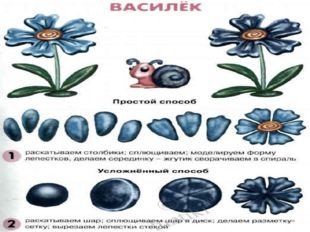 ВАСИЛЁК
Простой способ
1 раскатываем столбики; сплющиваем; моделируем форму
лепестков, делаем серединку – жгутик сворачиваем в спираль
Усложнённый способ
2 раскатываем шар; сплющиваем шар в диск; делаем разметку-
сетку; вырезаем лепестки стекой